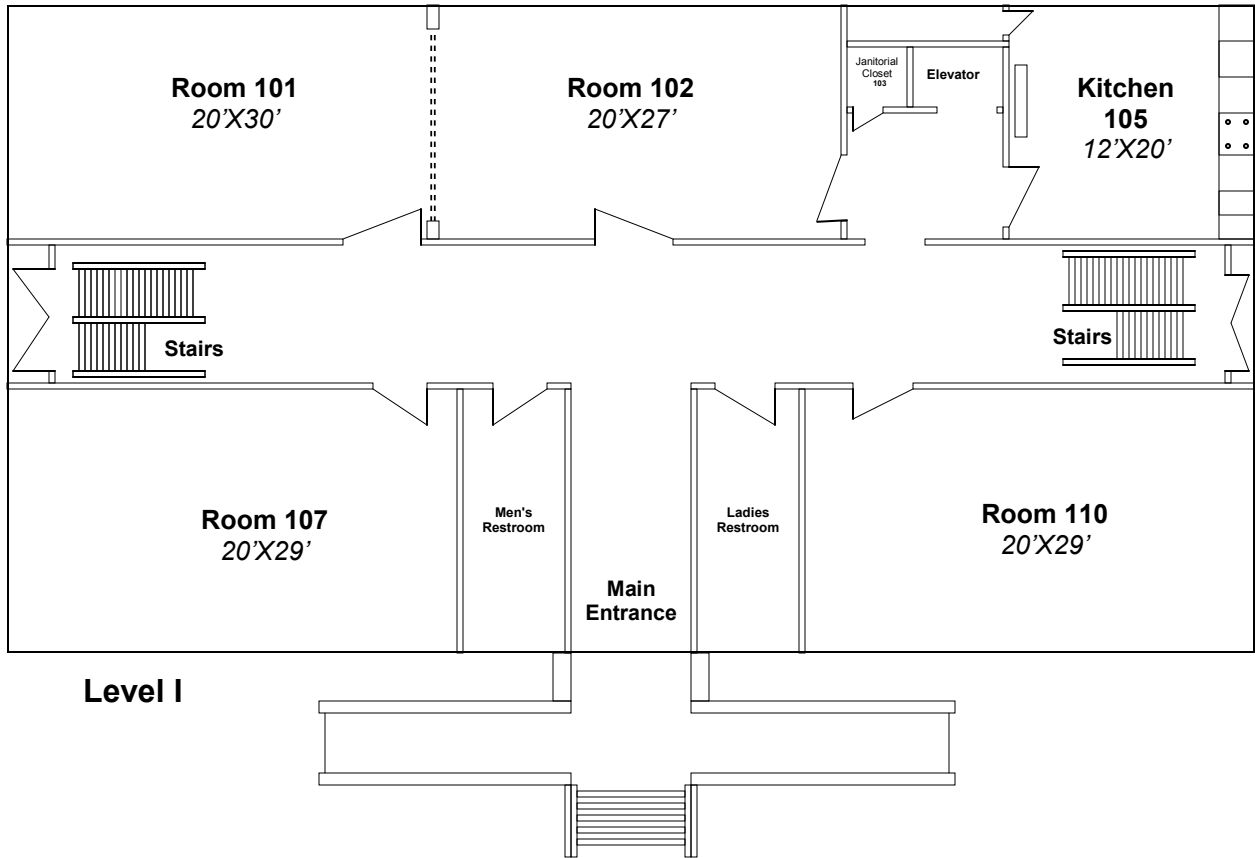 Room 101
20’X30’
Room 102
20’X27’
Janitorial
Closet
103
Elevator
Kitchen
105
12’X20’
Stairs
Stairs
Room 107
20’X29’
Men's
Restroom
Ladies
Restroom
Room 110
20’X29’
Main
Entrance
Level I